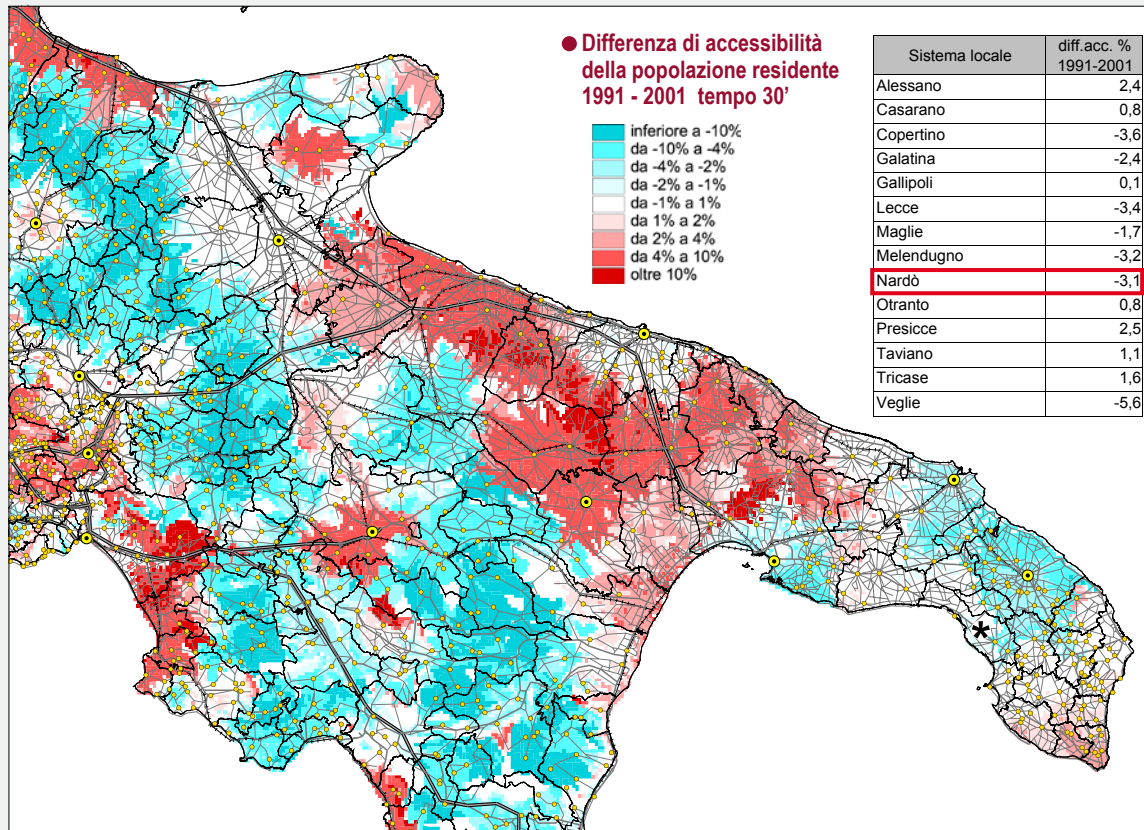 ● Differenza di accessibilità
della popolazione residente
1991 - 2001 tempo 30’
inferiore a -10%
da -10% a -4%
da -4% a -2%
da -2% a -1%
da -1% a 1%
da 1% a 2%
da 2% a 4%
da 4% a 10%
oltre 10%
Sistema locale diff.acc. %
1991-2001
Alessano 2,4
Casarano 0,8
Copertino -3,6
Galatina -2,4
Gallipoli 0,1
Lecce -3,4
Maglie -1,7
Melendugno -3,2
Nardò -3,1
Otranto 0,8
Presicce 2,5
Taviano 1,1
Tricase 1,6
Veglie -5,6
*